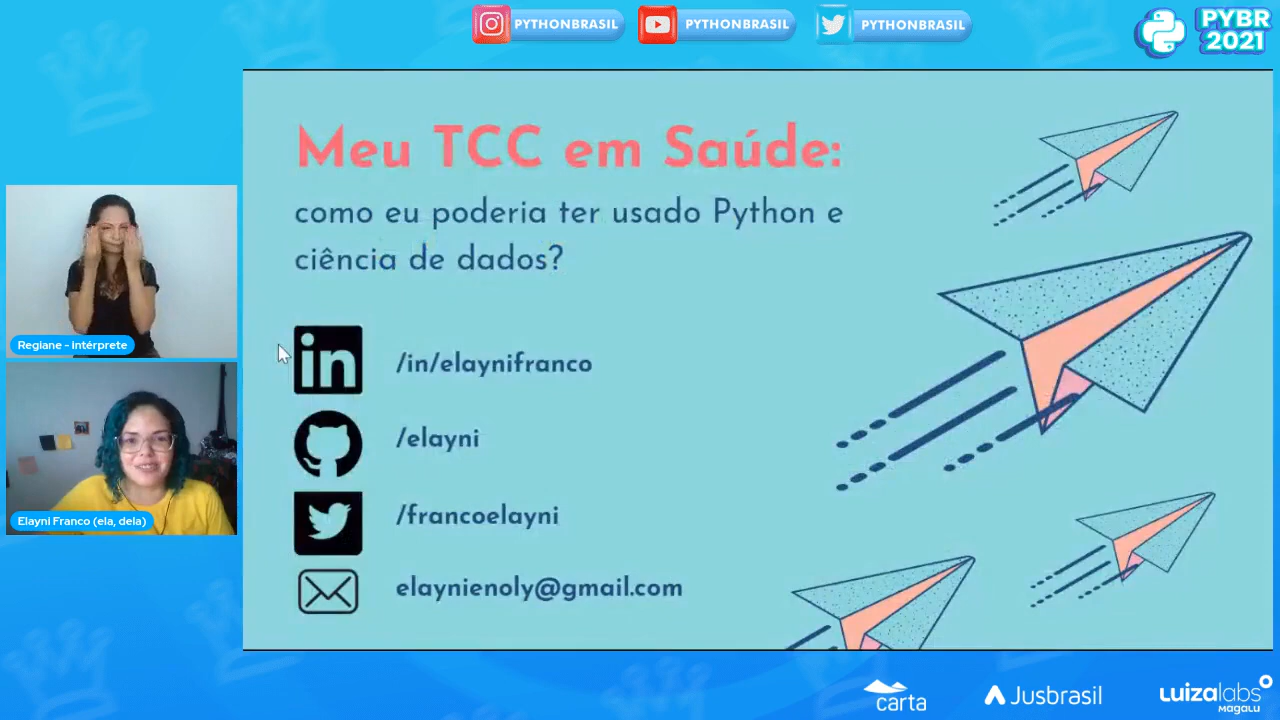 PYTHONBRASIL
PYTHONBRASIL
PYTHONBRASIL
PYBR
2021
Meu TCC em Saúde:
como eu poderia ter usado Python e
ciência de dados?
in
/in/elaynifranco
/elayni
/francoelayni
elaynienoly@gmail.com
Regiane - intérprete
Elayni Franco (ela, dela)
carta
Jusbrasil
luizalabs
MAGALU